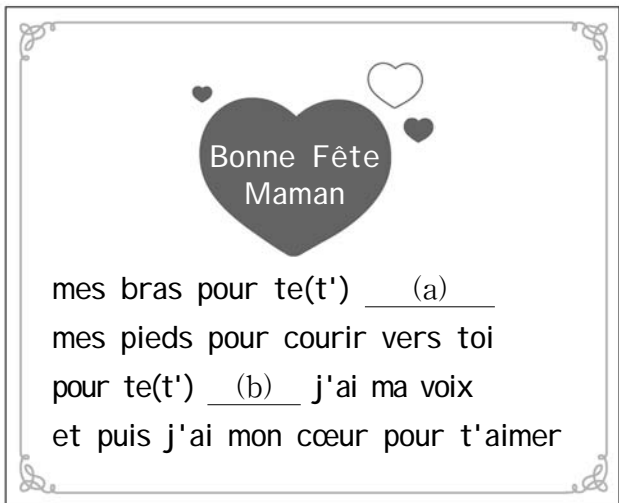 Bonne Fête
Maman
mes bras pour te(t') (a)
mes pieds pour courir vers toi
pour te(t') (b) j'ai ma voix
et puis j'ai mon cœur pour t'aimer